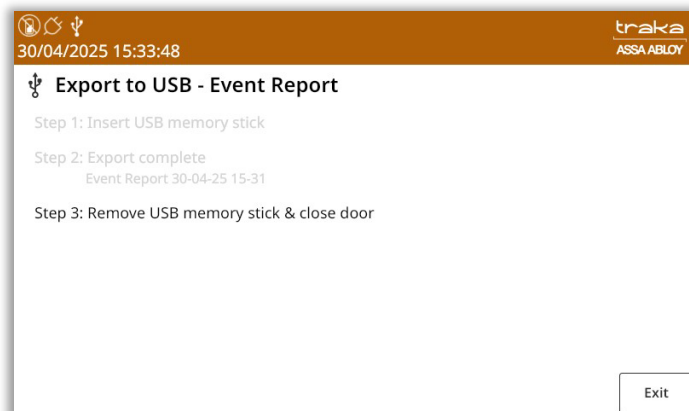 traka
30/04/2025 15:33:48
ASSA ABLOY
Export to USB - Event Report
Step 1: Insert USB memory stick
Step 2: Export complete
Event Report 30-04-25 15-31
Step 3: Remove USB memory stick & close door
Exit